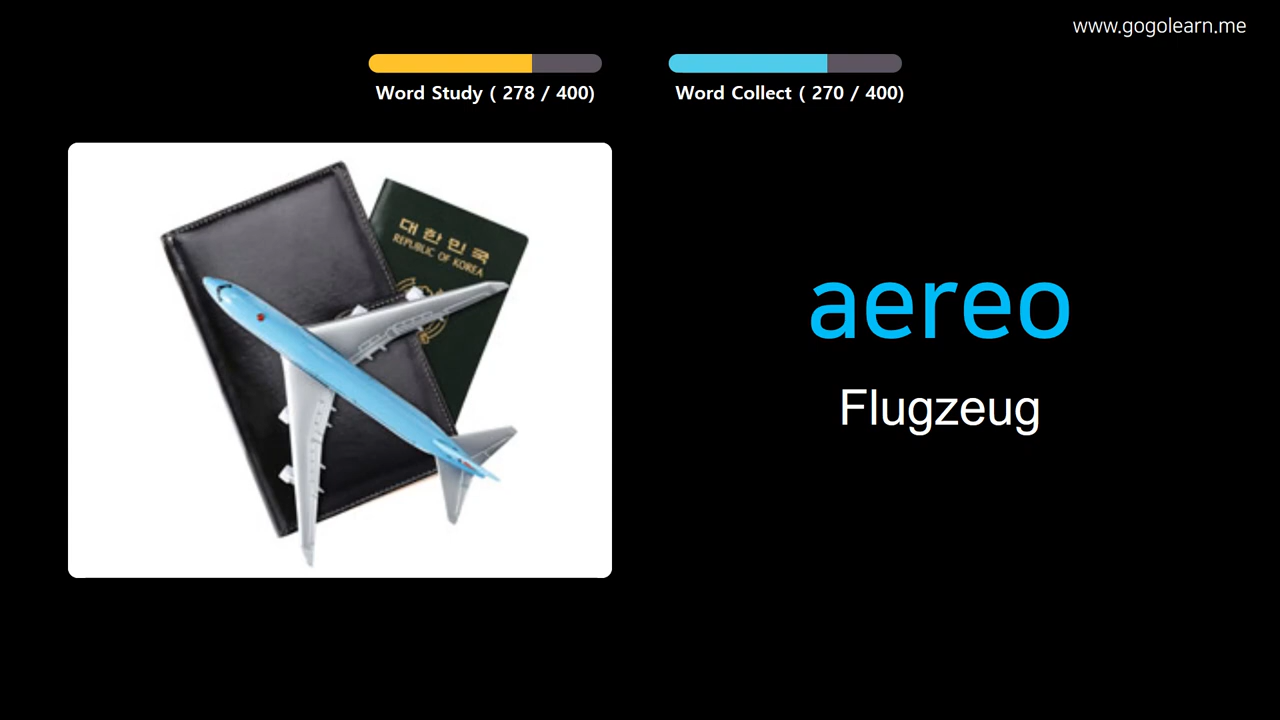 www.gogolearn.me
Word Study ( 278 / 400)
Word Collect ( 270 / 400)
대한민국
REPUBLIC OF KOREA
aereo
Flugzeug